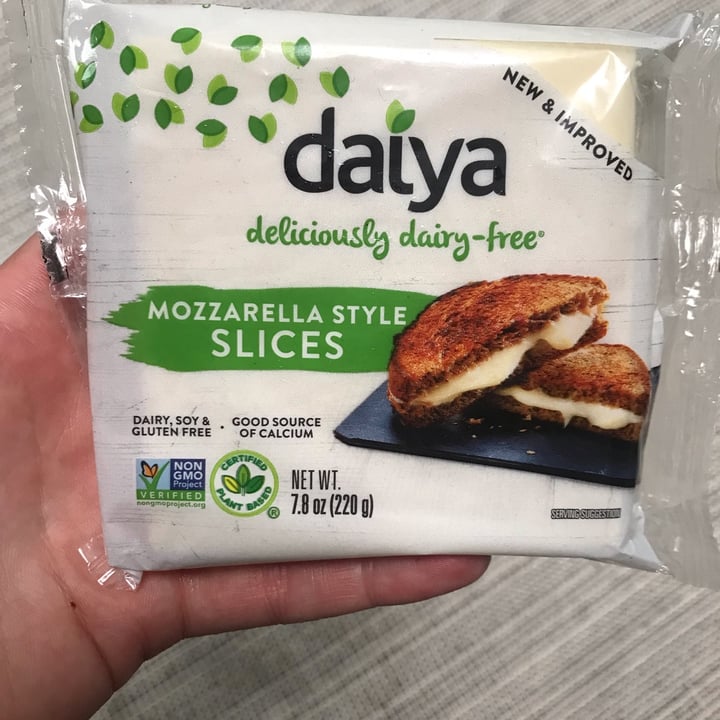 NEW & IMPROVED
daiya
deliciously dairy-free®
MOZZARELLA STYLE
SLICES
DAIRY, SOY &
GLUTEN FREE
· GOOD SOURCE
OF CALCIUM
NON
GMO
Project
VERIFIED
nongmoproject.org
CERTIFIED
PLANT BASED
®
NET WT.
7.8 oz (220 g)
SERVING SUGGESTION